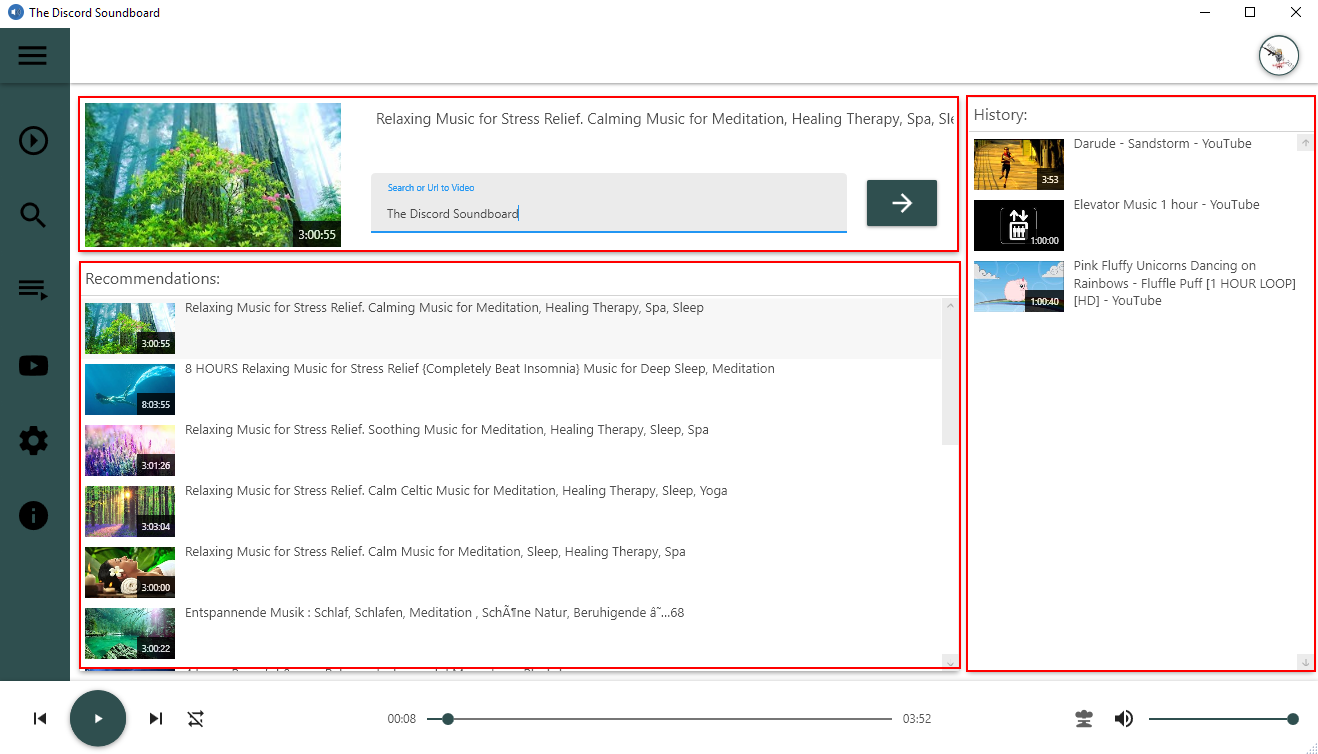 The Discord Soundboard
Relaxing Music for Stress Relief. Calming Music for Meditation, Healing Therapy, Spa, Sle
3:00:55
Search or Url to Video
The Discord Soundboard
Recommendations:
Relaxing Music for Stress Relief. Calming Music for Meditation, Healing Therapy, Spa, Sleep
3:00:55
8 HOURS Relaxing Music for Stress Relief {Completely Beat Insomnia} Music for Deep Sleep, Meditation
8:03:55
Relaxing Music for Stress Relief. Soothing Music for Meditation, Healing Therapy, Sleep, Spa
3:01:26
Relaxing Music for Stress Relief. Calm Celtic Music for Meditation, Healing Therapy, Sleep, Yoga
3:03:04
Relaxing Music for Stress Relief. Calm Music for Meditation, Sleep, Healing Therapy, Spa
3:00:00
Entspannende Musik : Schlaf, Schlafen, Meditation , SchÃ¶ne Natur, Beruhigende â˜…68
3:00:22
History:
Darude - Sandstorm - YouTube
3:53
Elevator Music 1 hour - YouTube
1:00:00
Pink Fluffy Unicorns Dancing on
Rainbows - Fluffle Puff [1 HOUR LOOP]
[HD] - YouTube
1:00:40
00:08
03:52